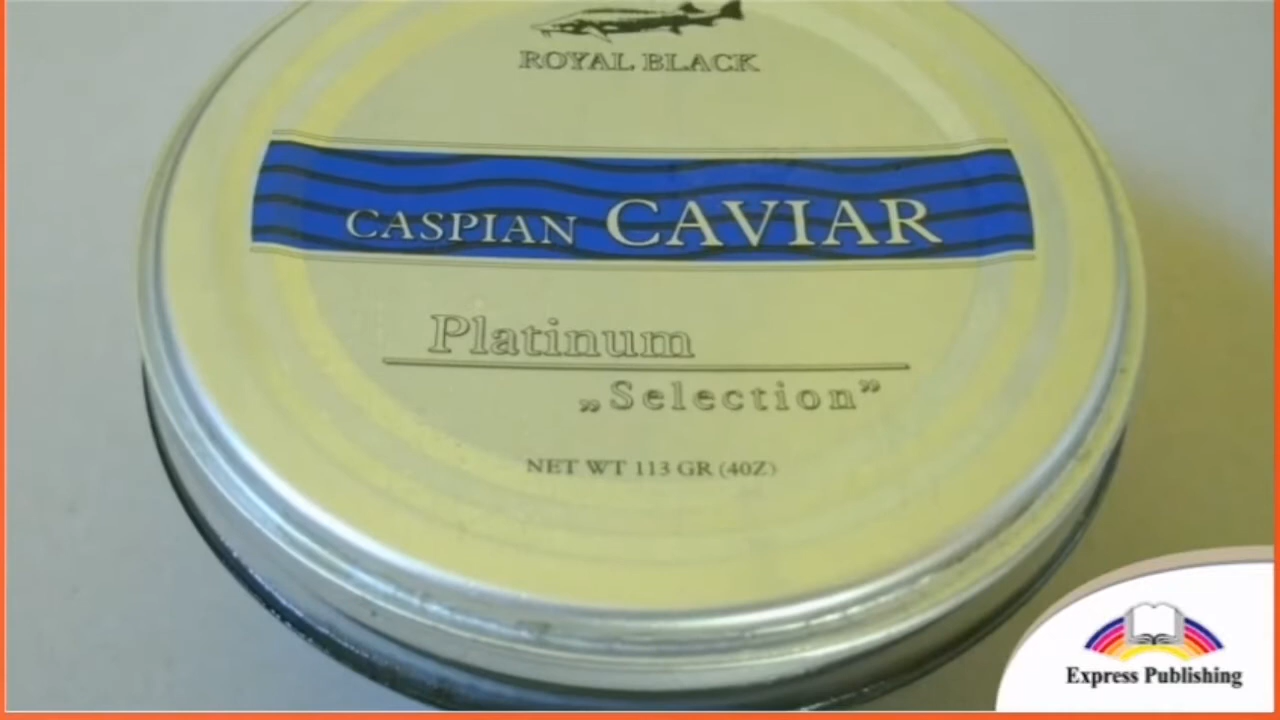 ROYAL BLACK
CASPIAN CAVIAR
Platinum
„Selection”
NET WT 113 GR (4OZ)
Express Publishing